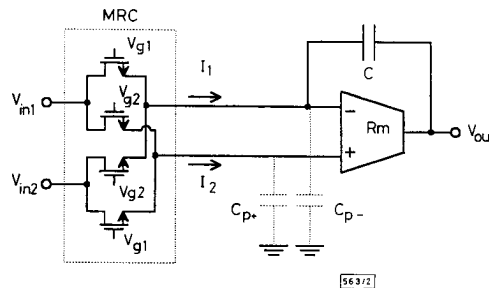 MRC
Vg1
I1
C
Vin1
Vg2
Rm
Vou
Vin2
Vg2
I2
Vg1
Cp+
Cp-
563/2